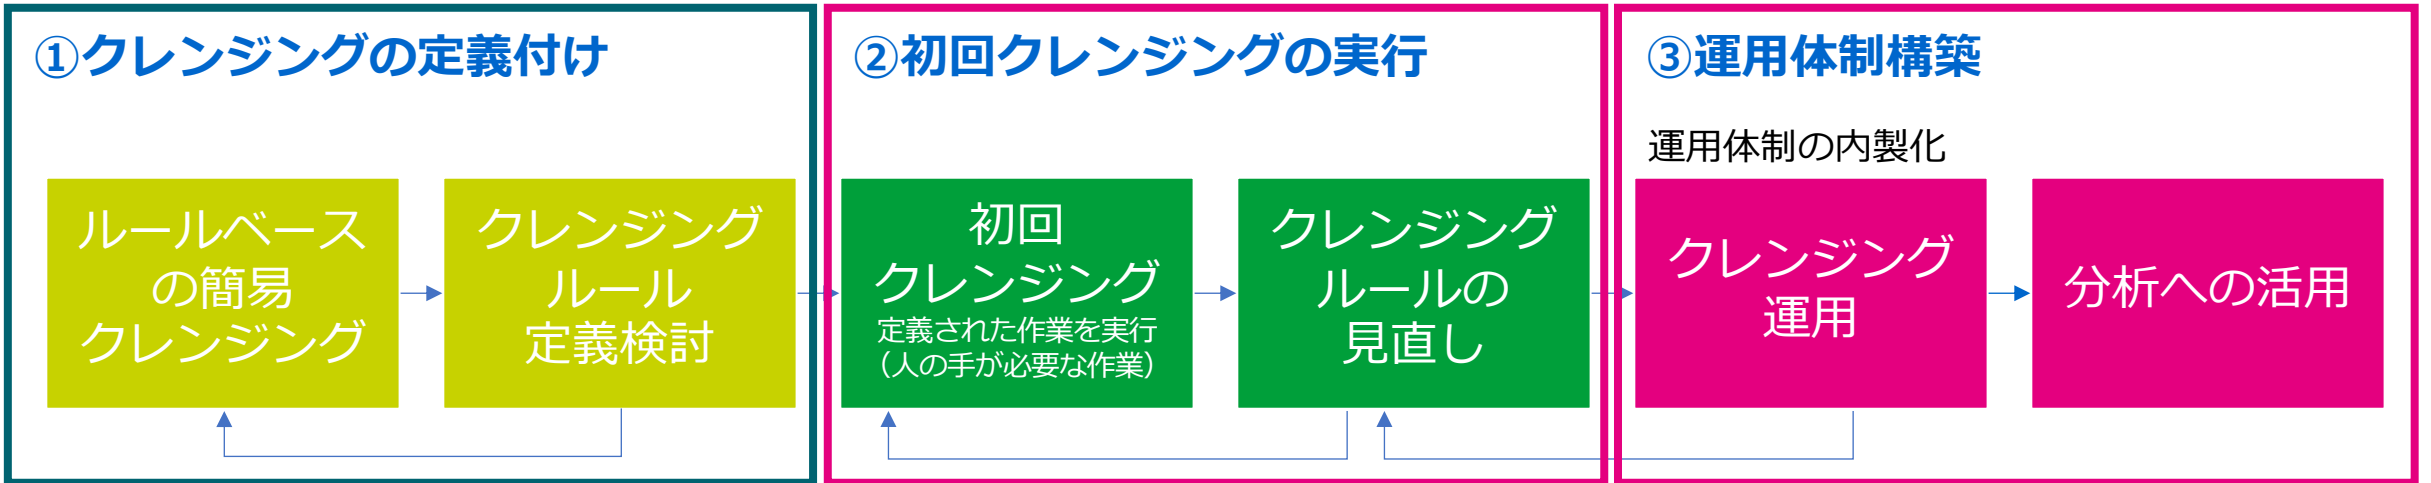 ①クレンジングの定義付け
ルールベース
の簡易
クレンジング
クレンジング
ルール
定義検討
②初回クレンジングの実行
初回
クレンジング
定義された作業を実行
（人の手が必要な作業）
クレンジング
ルールの
見直し
③運用体制構築
運用体制の内製化
クレンジング
運用
分析への活用